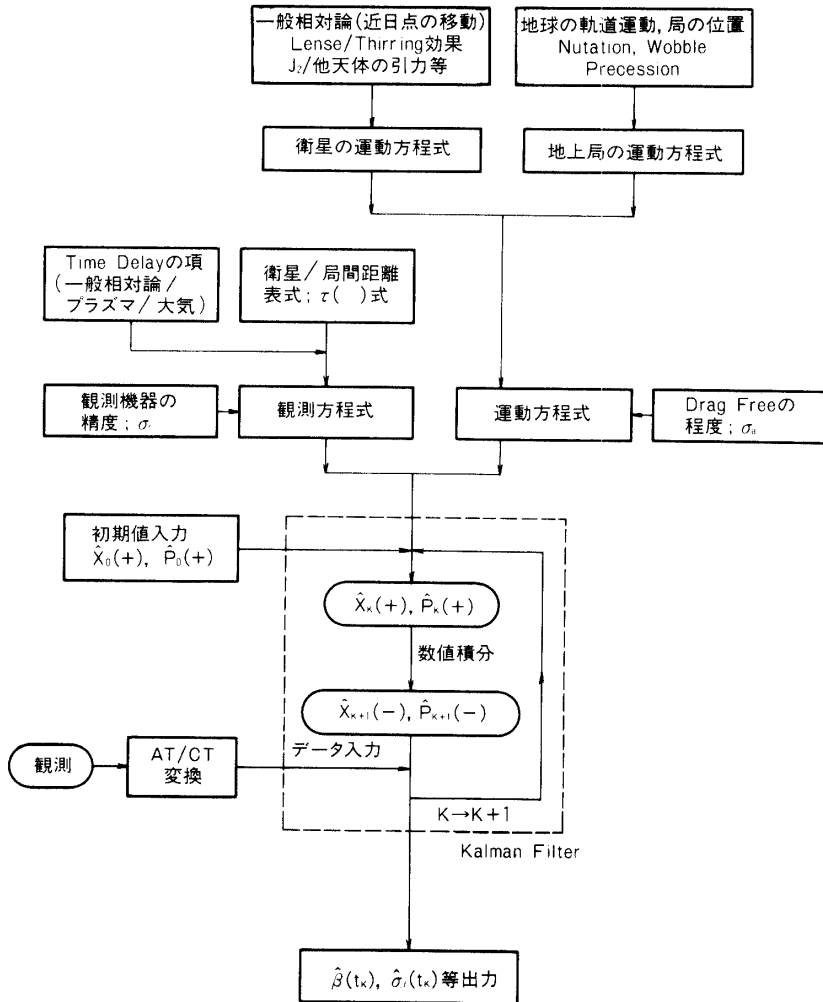 一般相対論(近日点の移動)
Lense/Thirring効果
J₂/他天体の引力等
地球の軌道運動, 局の位置
Nutation, Wobble
Precession
衛星の運動方程式
地上局の運動方程式
Time Delayの項
(一般相対論/
プラズマ/大気)
衛星/局間距離
表式; τ( )式
観測機器の
精度; σᵣ
観測方程式
運動方程式
Drag Freeの
程度; σₐ
初期値入力
X̂₀(+), P̂₀(+)
X̂ₖ(+), P̂ₖ(+)
数値積分
X̂ₖ₊₁(−), P̂ₖ₊₁(−)
観測
AT/CT
変換
データ入力
K→K+1
Kalman Filter
β̂(tₖ), σ̂ᵢ(tₖ)等出力